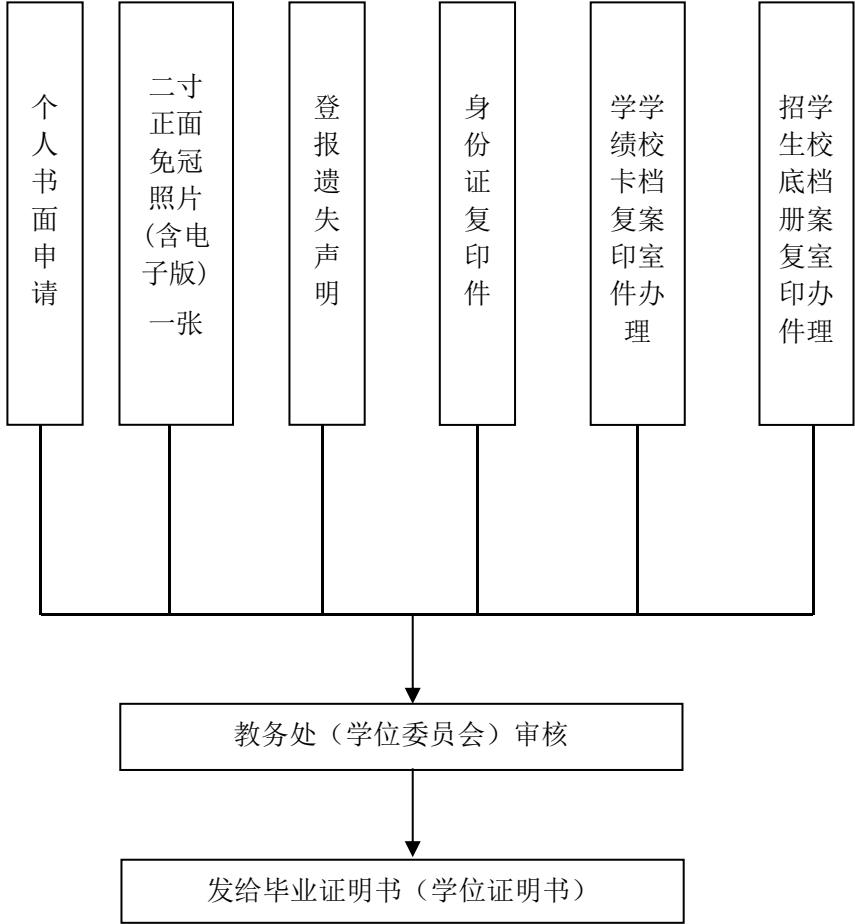 个人书面申请
二寸
正面
免冠
照片
(含电
子版)
一张
登报遗失声明
身份证复印件
学校档案室办理
学绩卡复印件
学校档案室办理
招生底册复印件
教务处（学位委员会）审核
发给毕业证明书（学位证明书）